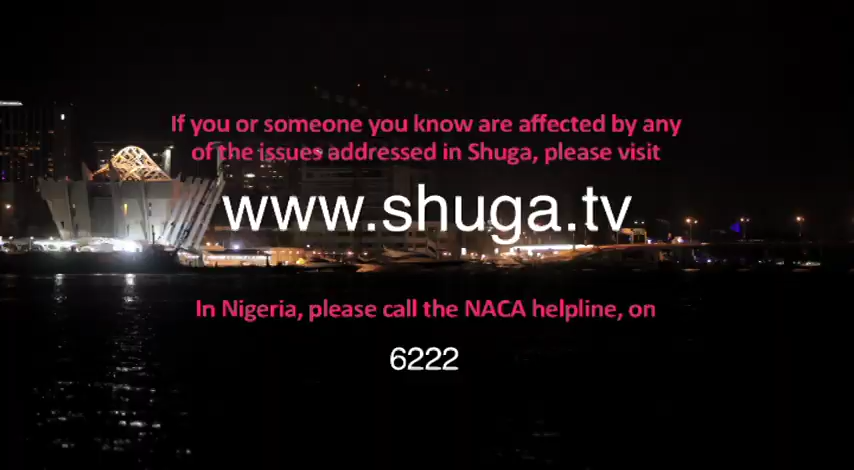 If you or someone you know are affected by any
of the issues addressed in Shuga, please visit
www.shuga.tv
In Nigeria, please call the NACA helpline, on
6222